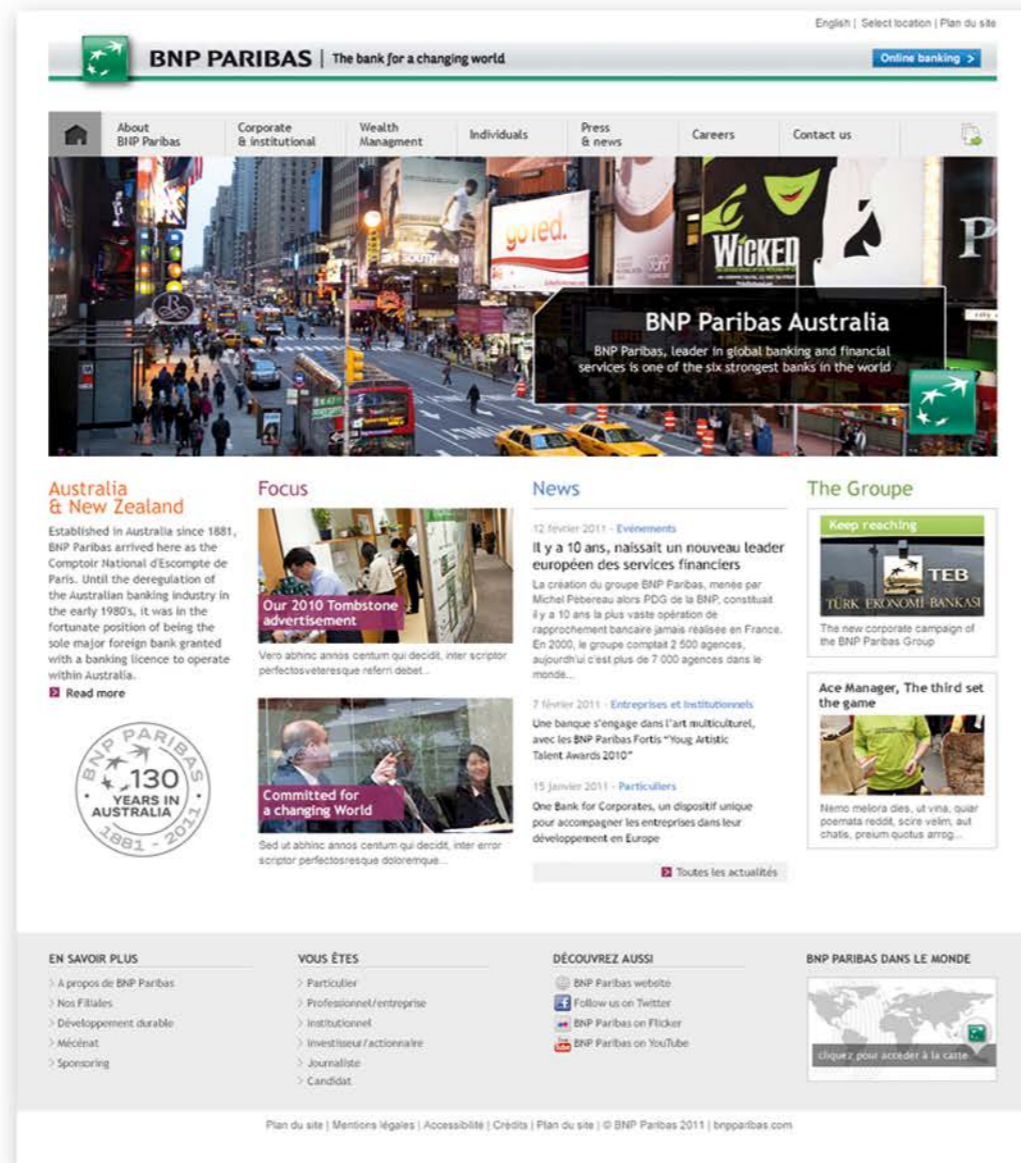 English | Select location | Plan du site
BNP PARIBAS | The bank for a changing world
Online banking >
About
BNP Paribas
Corporate
& institutional
Wealth
Managment
Individuals
Press
& news
Careers
Contact us
go red.
WICKED
P
BNP Paribas Australia
BNP Paribas, leader in global banking and financial
services is one of the six strongest banks in the world
Australia
& New Zealand
Established in Australia since 1881,
BNP Paribas arrived here as the
Comptoir National d'Escompte de
Paris. Until the deregulation of
the Australian banking industry in
the early 1980's, it was in the
fortunate position of being the
sole major foreign bank granted
with a banking licence to operate
within Australia.
Read more
BNP PARIBAS
130
YEARS IN
AUSTRALIA
1881 - 2011
Focus
Our 2010 Tombstone
advertisement
Vero abhinc annos centum qui decidit, inter scriptor
perfectosveteresque referri debet...
Committed for
a changing World
Sed ut abhinc annos centum qui decidit, inter error
scriptor perfectosresque doloremque...
News
12 février 2011 - Evénements
Il y a 10 ans, naissait un nouveau leader
européen des services financiers
La création du groupe BNP Paribas, menée par
Michel Pébereau alors PDG de la BNP, constituait
il y a 10 ans la plus vaste opération de
rapprochement bancaire jamais réalisée en France.
En 2000, le groupe comptait 2 500 agences,
aujourd'hui c'est plus de 7 000 agences dans le
monde...
7 février 2011 - Entreprises et Institutionnels
Une banque s'engage dans l'art multiculturel,
avec les BNP Paribas Fortis "Youg Artistic
Talent Awards 2010"
15 janvier 2011 - Particuliers
One Bank for Corporates, un dispositif unique
pour accompagner les entreprises dans leur
développement en Europe
Toutes les actualités
The Groupe
Keep reaching
TEB
TÜRK EKONOMİ BANKASI
The new corporate campaign of
the BNP Paribas Group
Ace Manager, The third set
the game
Nemo meliora dies, ut vina, quiar
poemata reddit, scire velim, aut
chatis, preium quotus arrog...
EN SAVOIR PLUS
> A propos de BNP Paribas
> Nos Filiales
> Développement durable
> Mécénat
> Sponsoring
VOUS ÊTES
> Particulier
> Professionnel/entreprise
> Institutionnel
> Investisseur/actionnaire
> Journaliste
> Candidat
DÉCOUVREZ AUSSI
BNP Paribas website
Follow us on Twitter
BNP Paribas on Flicker
BNP Paribas on YouTube
BNP PARIBAS DANS LE MONDE
cliquez pour acceder à la carte
Plan du site | Mentions légales | Accessibilité | Crédits | Plan du site | © BNP Paribas 2011 | bnpparibas.com